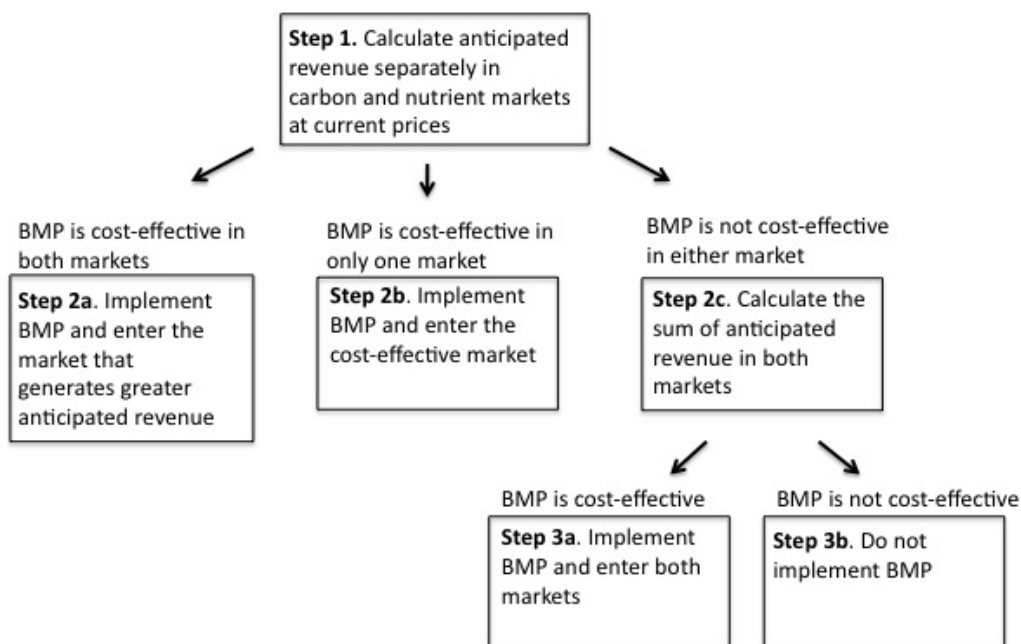 Step 1. Calculate anticipated
revenue separately in
carbon and nutrient markets
at current prices
BMP is cost-effective in
both markets
Step 2a. Implement
BMP and enter the
market that
generates greater
anticipated revenue
BMP is cost-effective in
only one market
Step 2b. Implement
BMP and enter the
cost-effective market
BMP is not cost-effective
in either market
Step 2c. Calculate the
sum of anticipated
revenue in both
markets
BMP is cost-effective
Step 3a. Implement
BMP and enter both
markets
BMP is not cost-effective
Step 3b. Do not
implement BMP